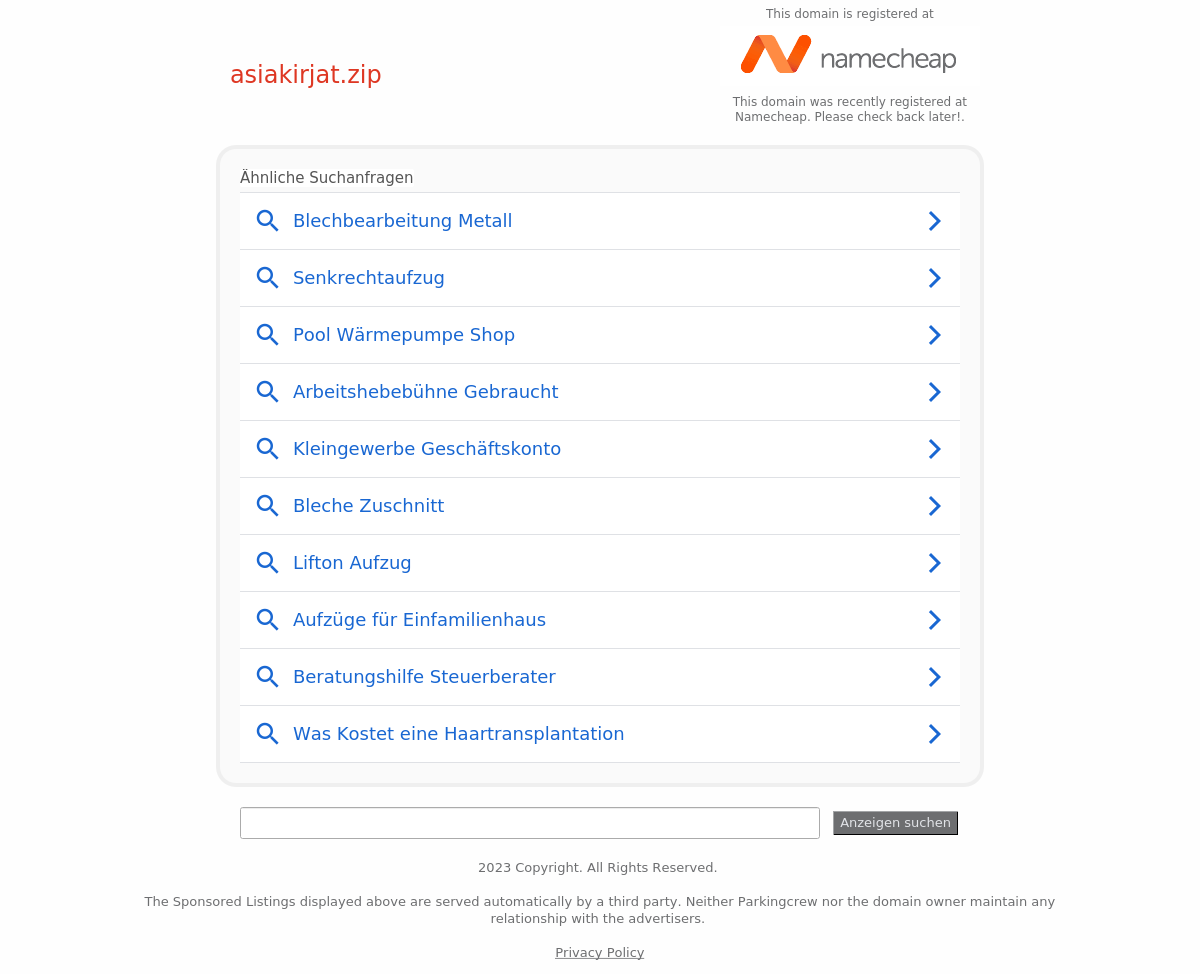 This domain is registered at
namecheap
asiakirjat.zip
This domain was recently registered at
Namecheap. Please check back later!.
Ähnliche Suchanfragen
Blechbearbeitung Metall
Senkrechtaufzug
Pool Wärmepumpe Shop
Arbeitshebebühne Gebraucht
Kleingewerbe Geschäftskonto
Bleche Zuschnitt
Lifton Aufzug
Aufzüge für Einfamilienhaus
Beratungshilfe Steuerberater
Was Kostet eine Haartransplantation
Anzeigen suchen
2023 Copyright. All Rights Reserved.
The Sponsored Listings displayed above are served automatically by a third party. Neither Parkingcrew nor the domain owner maintain any
relationship with the advertisers.
Privacy Policy